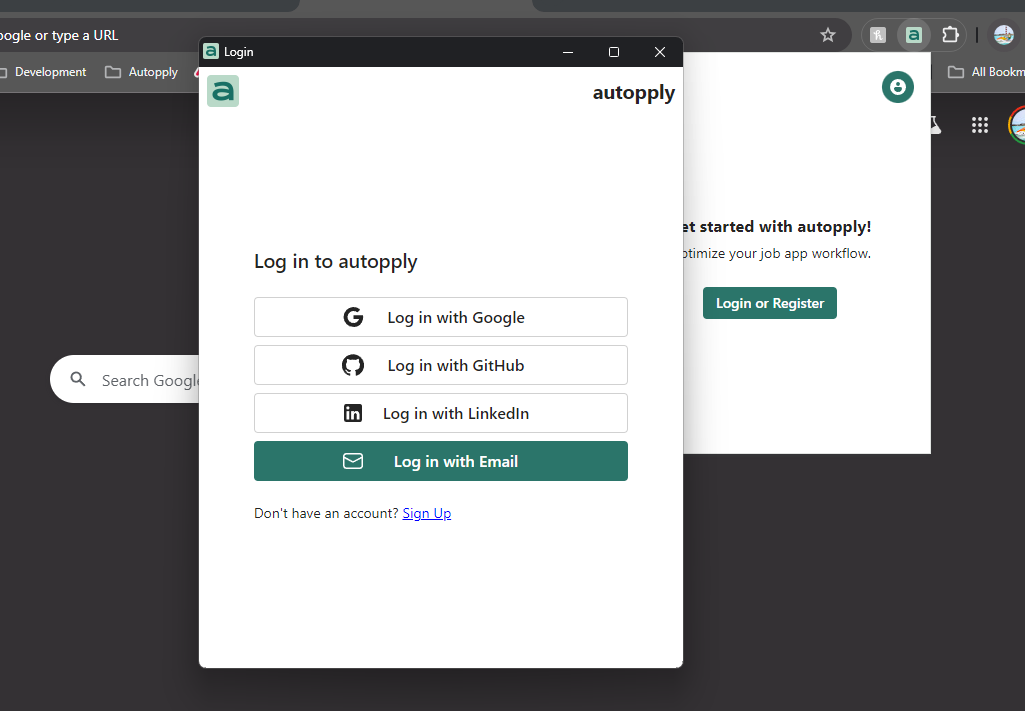 oogle or type a URL
Development
Autopply
All Bookm
Login
a
autopply
Log in to autopply
Log in with Google
Log in with GitHub
Log in with LinkedIn
Log in with Email
Don't have an account? Sign Up
et started with autopply!
ptimize your job app workflow.
Login or Register
Search Google